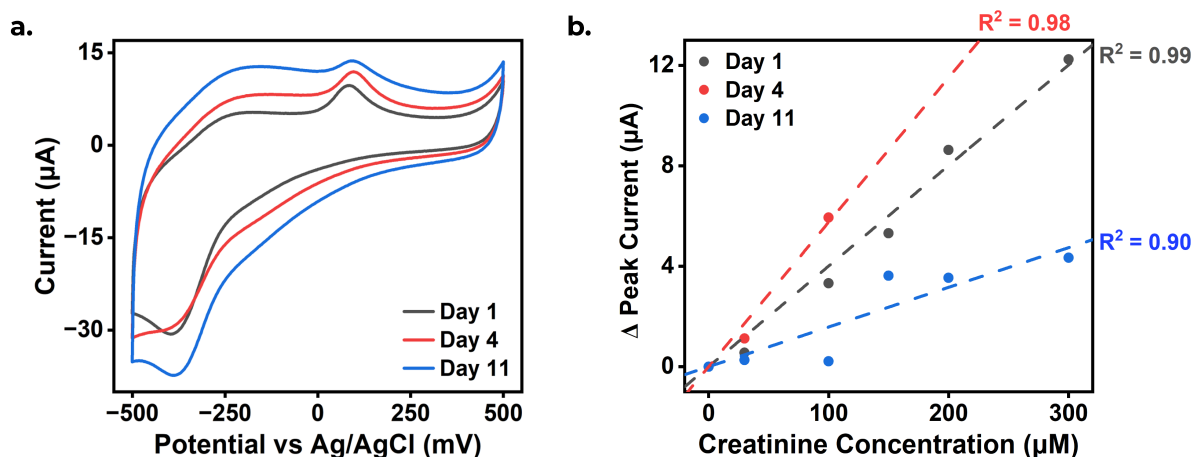 a.
Current (µA)
15
0
−15
−30
Day 1
Day 4
Day 11
−500
−250
0
250
500
Potential vs Ag/AgCl (mV)
b.
R² = 0.98
R² = 0.99
R² = 0.90
Day 1
Day 4
Day 11
Δ Peak Current (µA)
12
8
4
0
0
100
200
300
Creatinine Concentration (µM)